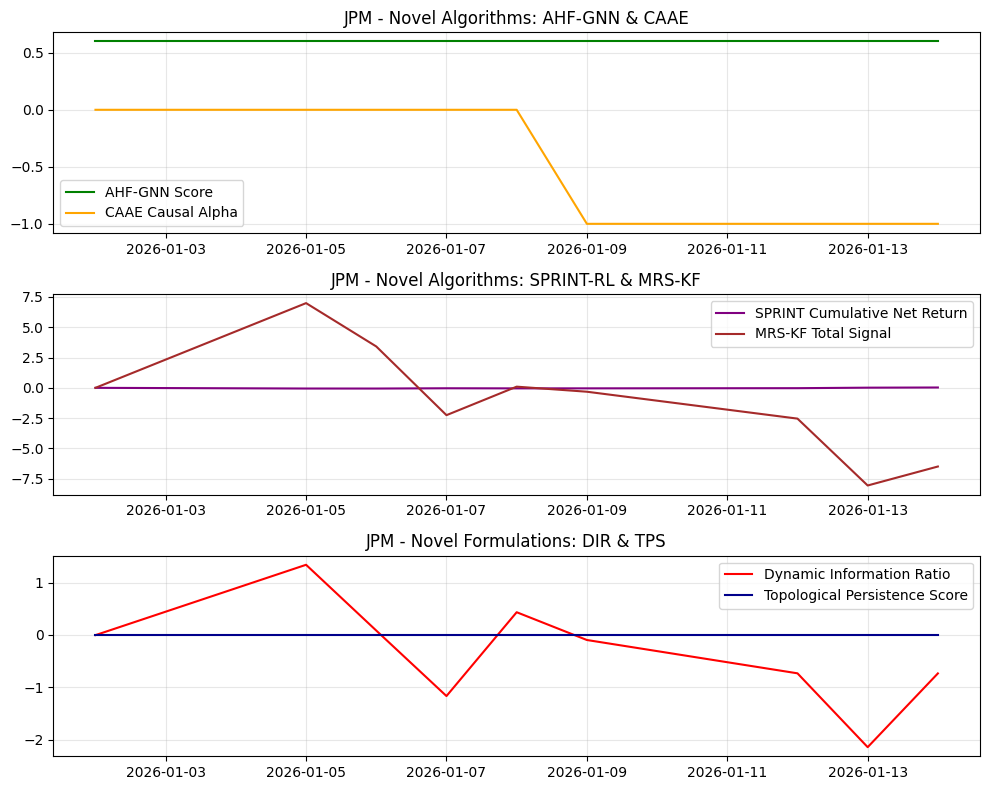 JPM - Novel Algorithms: AHF-GNN & CAAE
0.5
0.0
−0.5
−1.0
AHF-GNN Score
CAAE Causal Alpha
2026-01-03 2026-01-05 2026-01-07 2026-01-09 2026-01-11 2026-01-13
JPM - Novel Algorithms: SPRINT-RL & MRS-KF
7.5
5.0
2.5
0.0
−2.5
−5.0
−7.5
SPRINT Cumulative Net Return
MRS-KF Total Signal
2026-01-03 2026-01-05 2026-01-07 2026-01-09 2026-01-11 2026-01-13
JPM - Novel Formulations: DIR & TPS
1
0
−1
−2
Dynamic Information Ratio
Topological Persistence Score
2026-01-03 2026-01-05 2026-01-07 2026-01-09 2026-01-11 2026-01-13